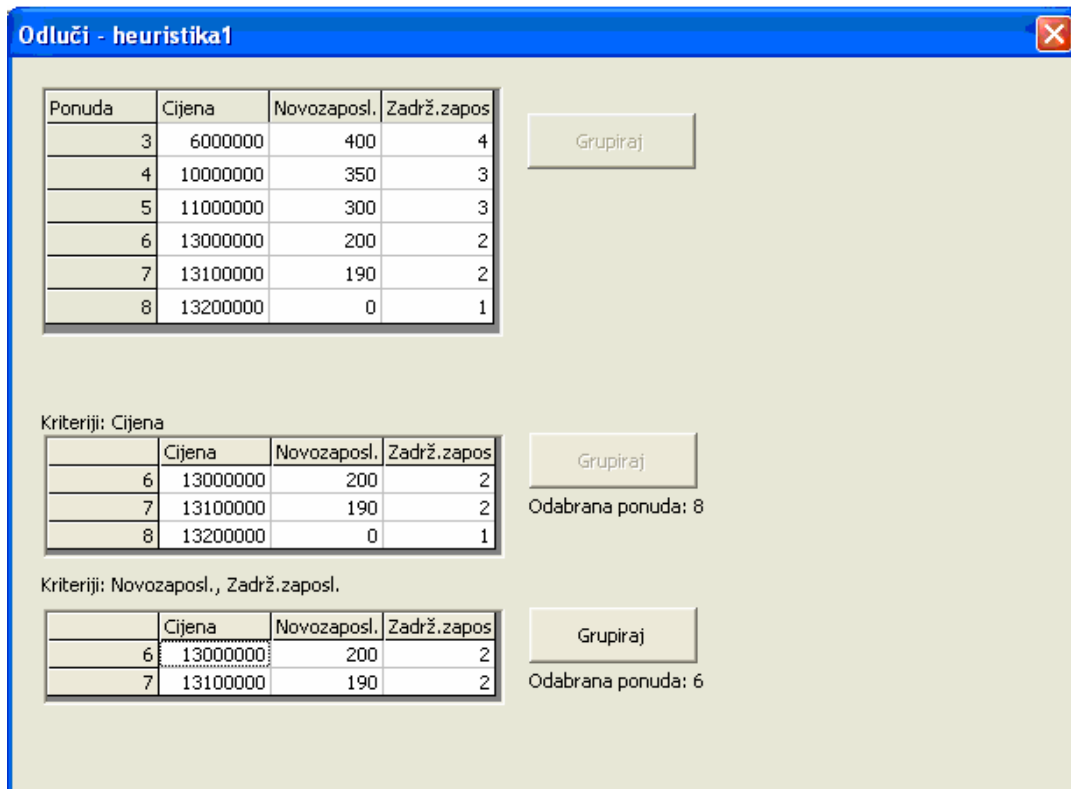 Odluči - heuristika1
Ponuda Cijena Novozaposl. Zadrž.zapos
3 6000000 400 4
Grupiraj
4 10000000 350 3
5 11000000 300 3
6 13000000 200 2
7 13100000 190 2
8 13200000 0 1
Kriteriji: Cijena
Cijena Novozaposl. Zadrž.zapos
6 13000000 200 2
Grupiraj
7 13100000 190 2
Odabrana ponuda: 8
8 13200000 0 1
Kriteriji: Novozaposl., Zadrž.zaposl.
Cijena Novozaposl. Zadrž.zapos
Grupiraj
6 13000000 200 2
7 13100000 190 2
Odabrana ponuda: 6